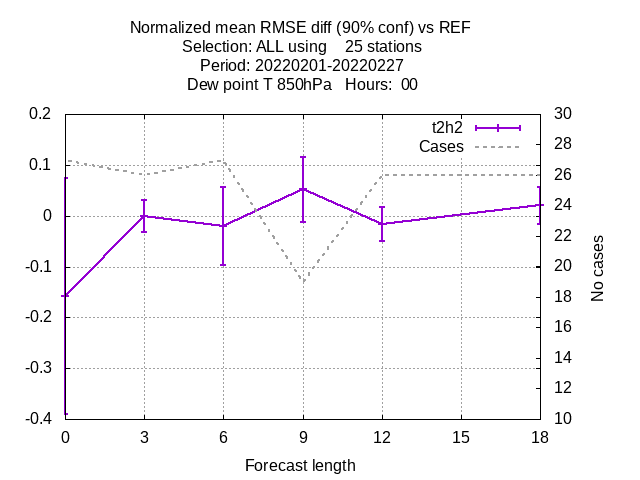 Normalized mean RMSE diff (90% conf) vs REF
Selection: ALL using    25 stations
Period: 20220201-20220227
Dew point T 850hPa   Hours:  00
t2h2
Cases
0.2
0.1
0
-0.1
-0.2
-0.3
-0.4
30
28
26
24
22
20
18
16
14
12
10
No cases
0 3 6 9 12 15 18
Forecast length